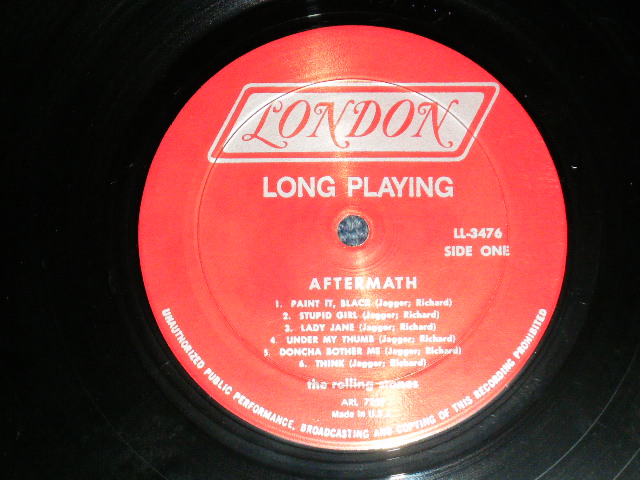 LONDON
LONG PLAYING
LL-3476
SIDE ONE
AFTERMATH
1. PAINT IT, BLACK (Jagger; Richard)
2. STUPID GIRL (Jagger; Richard)
3. LADY JANE (Jagger; Richard)
4. UNDER MY THUMB (Jagger; Richard)
5. DONCHA BOTHER ME (Jagger; Richard)
6. THINK (Jagger; Richard)
the rolling stones
ARL
Made in U.S.A.
UNAUTHORIZED PUBLIC PERFORMANCE, BROADCASTING AND COPYING OF THIS RECORDING PROHIBITED